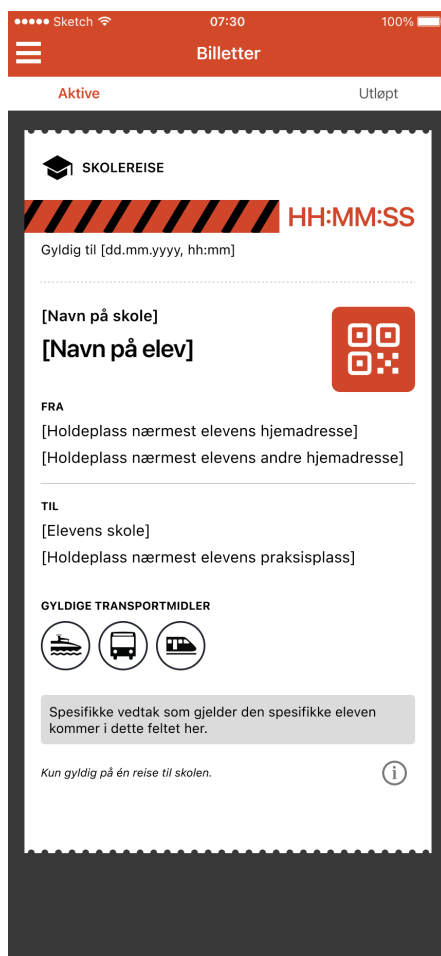 Sketch 07:30 100%
Billetter
Aktive Utløpt
SKOLEREISE
HH:MM:SS
Gyldig til [dd.mm.yyyy, hh:mm]
[Navn på skole]
[Navn på elev]
FRA
[Holdeplass nærmest elevens hjemadresse]
[Holdeplass nærmest elevens andre hjemadresse]
TIL
[Elevens skole]
[Holdeplass nærmest elevens praksisplass]
GYLDIGE TRANSPORTMIDLER
Spesifikke vedtak som gjelder den spesifikke eleven
kommer i dette feltet her.
Kun gyldig på én reise til skolen.
i